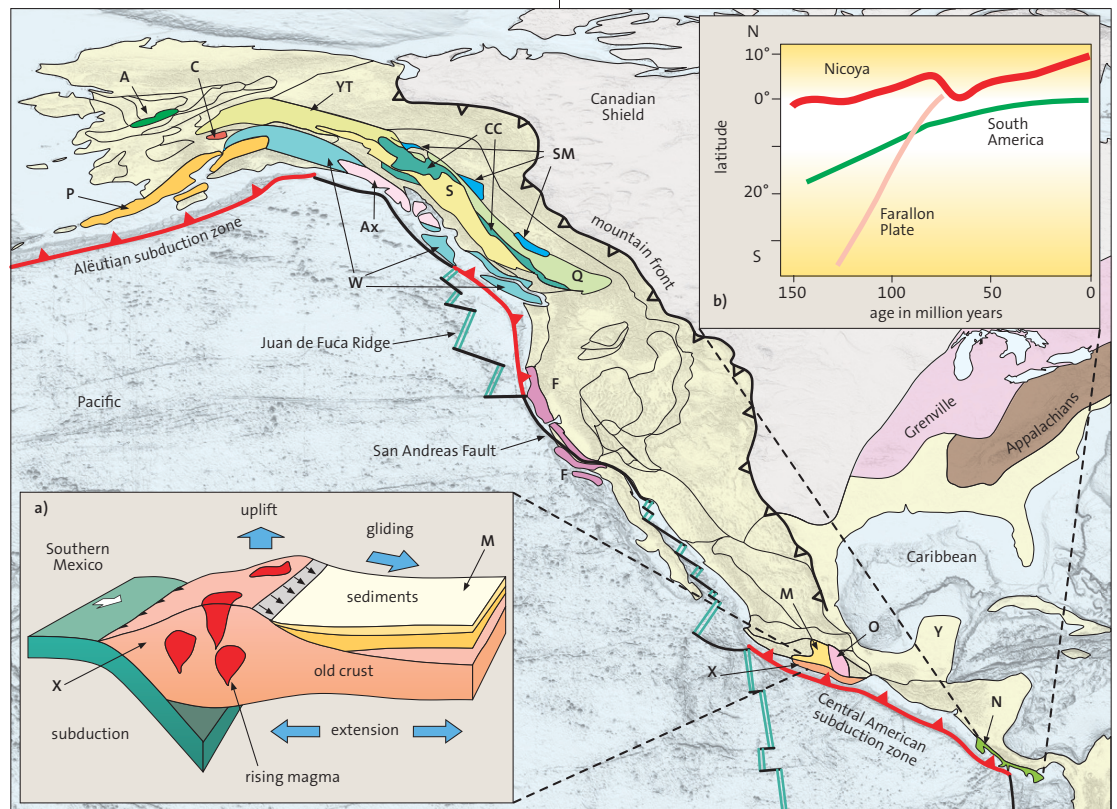 A
C
YT
CC
SM
S
P
Ax
W
Q
Aleütian subduction zone
Canadian
Shield
mountain front
Juan de Fuca Ridge
Pacific
San Andreas Fault
F
F
Grenville
Appalachians
Caribbean
M
O
Y
X
N
Central American
subduction zone
b)
N
10°
0°
20°
S
latitude
Nicoya
South
America
Farallon
Plate
150
100
50
0
age in million years
a)
Southern
Mexico
uplift
gliding
M
sediments
old crust
X
subduction
extension
rising magma